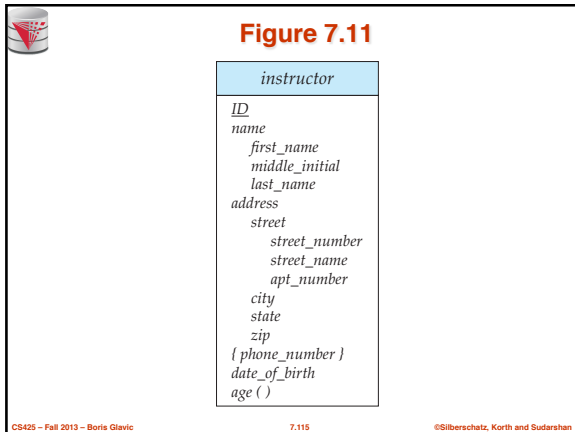 Figure 7.11
instructor
ID
name
first_name
middle_initial
last_name
address
street
street_number
street_name
apt_number
city
state
zip
{ phone_number }
date_of_birth
age ( )
CS425 – Fall 2013 – Boris Glavic 7.115 ©Silberschatz, Korth and Sudarshan